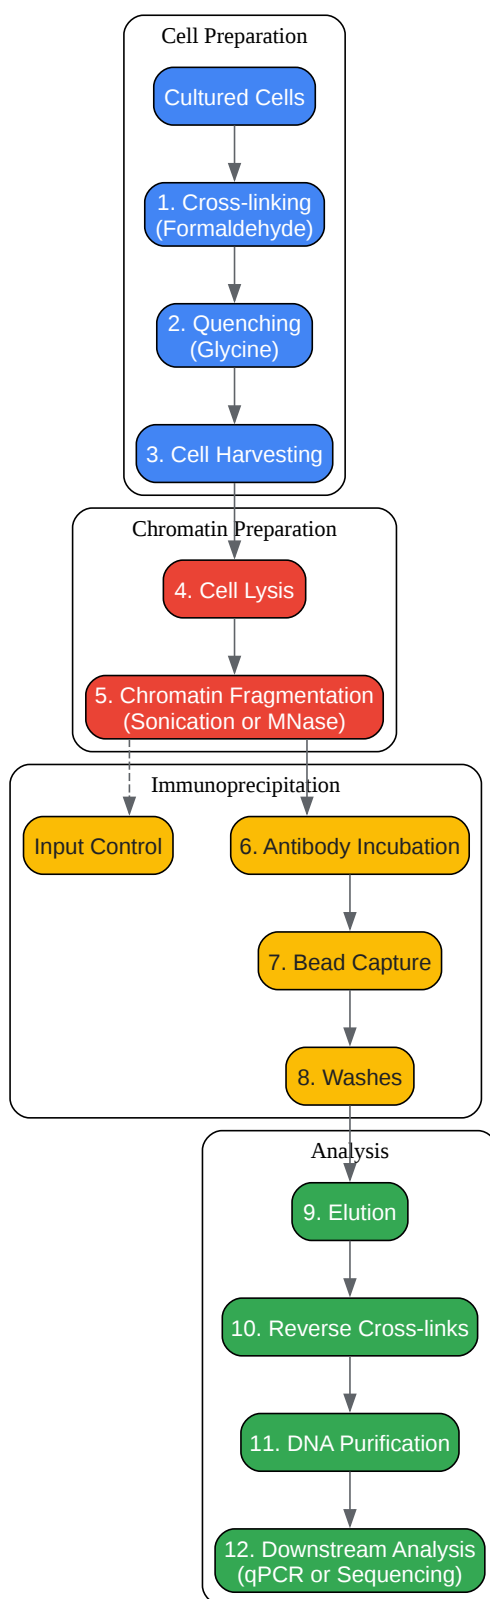 Cell Preparation
Cultured Cells
1. Cross-linking
(Formaldehyde)
2. Quenching
(Glycine)
3. Cell Harvesting
Chromatin Preparation
4. Cell Lysis
5. Chromatin Fragmentation
(Sonication or MNase)
Immunoprecipitation
Input Control
6. Antibody Incubation
7. Bead Capture
8. Washes
Analysis
9. Elution
10. Reverse Cross-links
11. DNA Purification
12. Downstream Analysis
(qPCR or Sequencing)